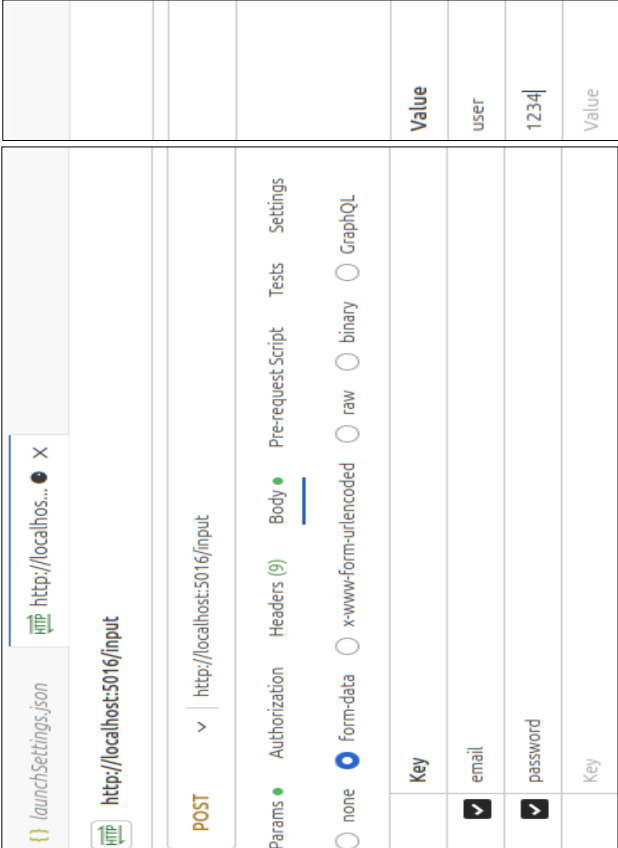 {} launchSettings.json HTTP http://localhos... X
HTTP http://localhost:5016/input
POST http://localhost:5016/input
Params Authorization Headers (9) Body Pre-request Script Tests Settings
none form-data x-www-form-urlencoded raw binary GraphQL
Key Value
email user
password 1234
Key Value